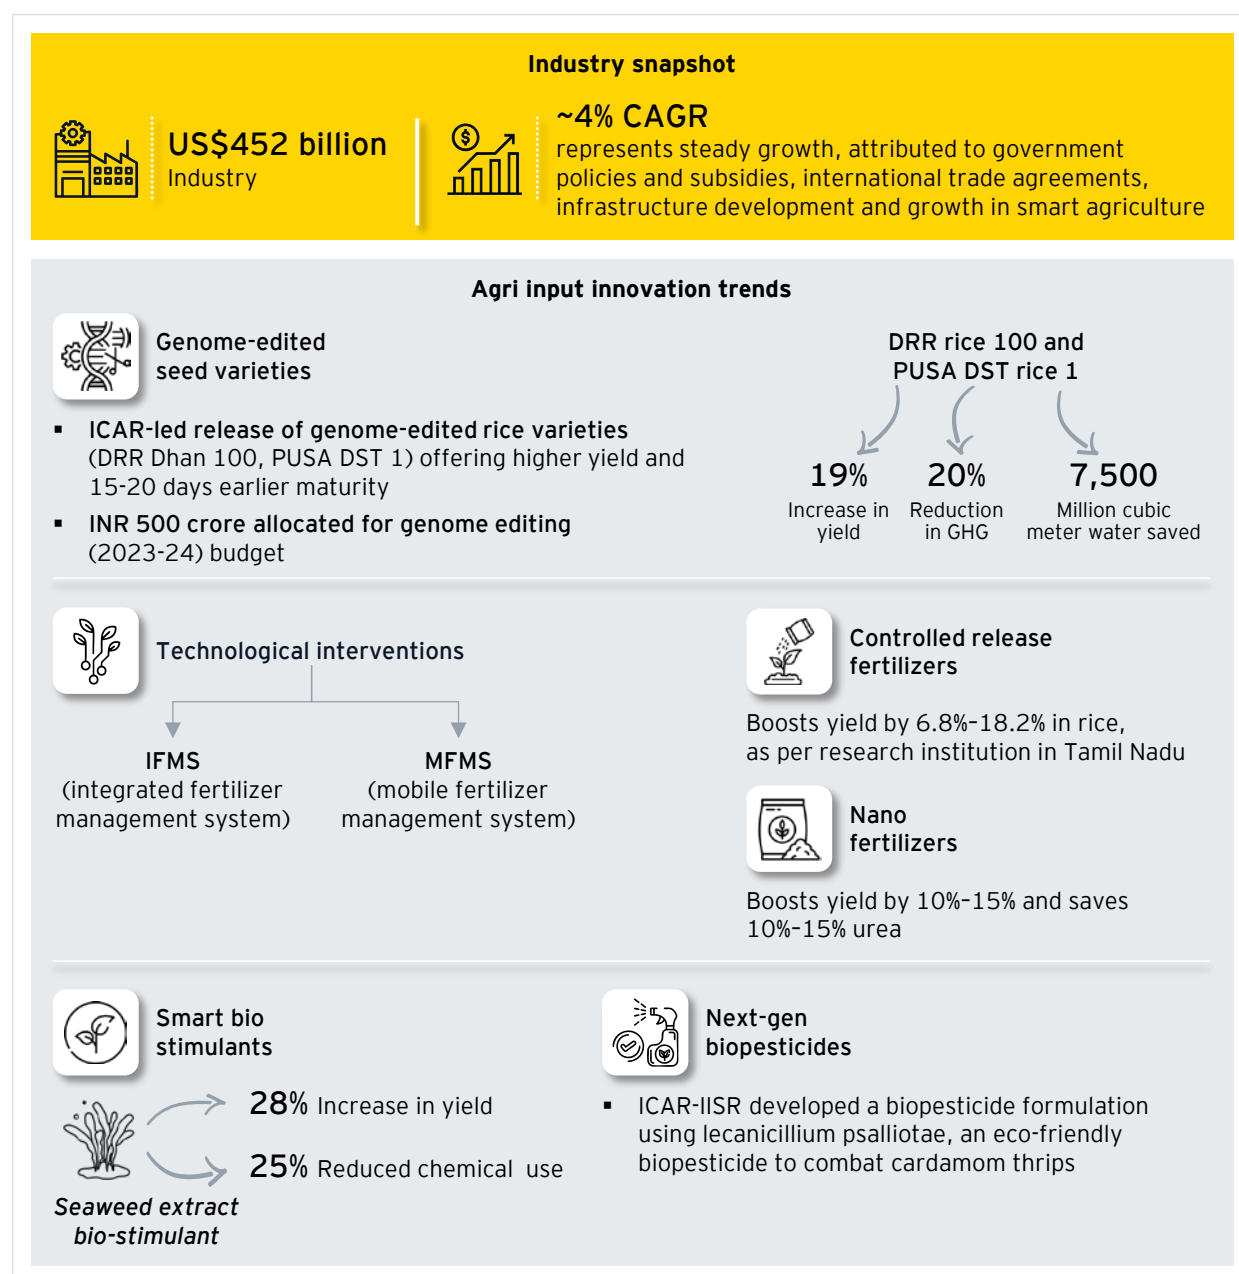 Industry snapshot
US$452 billion
Industry
~4% CAGR
represents steady growth, attributed to government
policies and subsidies, international trade agreements,
infrastructure development and growth in smart agriculture
Agri input innovation trends
Genome-edited
seed varieties
▪ ICAR-led release of genome-edited rice varieties
(DRR Dhan 100, PUSA DST 1) offering higher yield and
15-20 days earlier maturity
▪ INR 500 crore allocated for genome editing
(2023-24) budget
DRR rice 100 and
PUSA DST rice 1
19%
Increase in
yield
20%
Reduction
in GHG
7,500
Million cubic
meter water saved
Technological interventions
IFMS
(integrated fertilizer
management system)
MFMS
(mobile fertilizer
management system)
Controlled release
fertilizers
Boosts yield by 6.8%–18.2% in rice,
as per research institution in Tamil Nadu
Nano
fertilizers
Boosts yield by 10%–15% and saves
10%–15% urea
Smart bio
stimulants
28% Increase in yield
25% Reduced chemical use
Seaweed extract
bio-stimulant
Next-gen
biopesticides
▪ ICAR-IISR developed a biopesticide formulation
using lecanicillium psalliotae, an eco-friendly
biopesticide to combat cardamom thrips